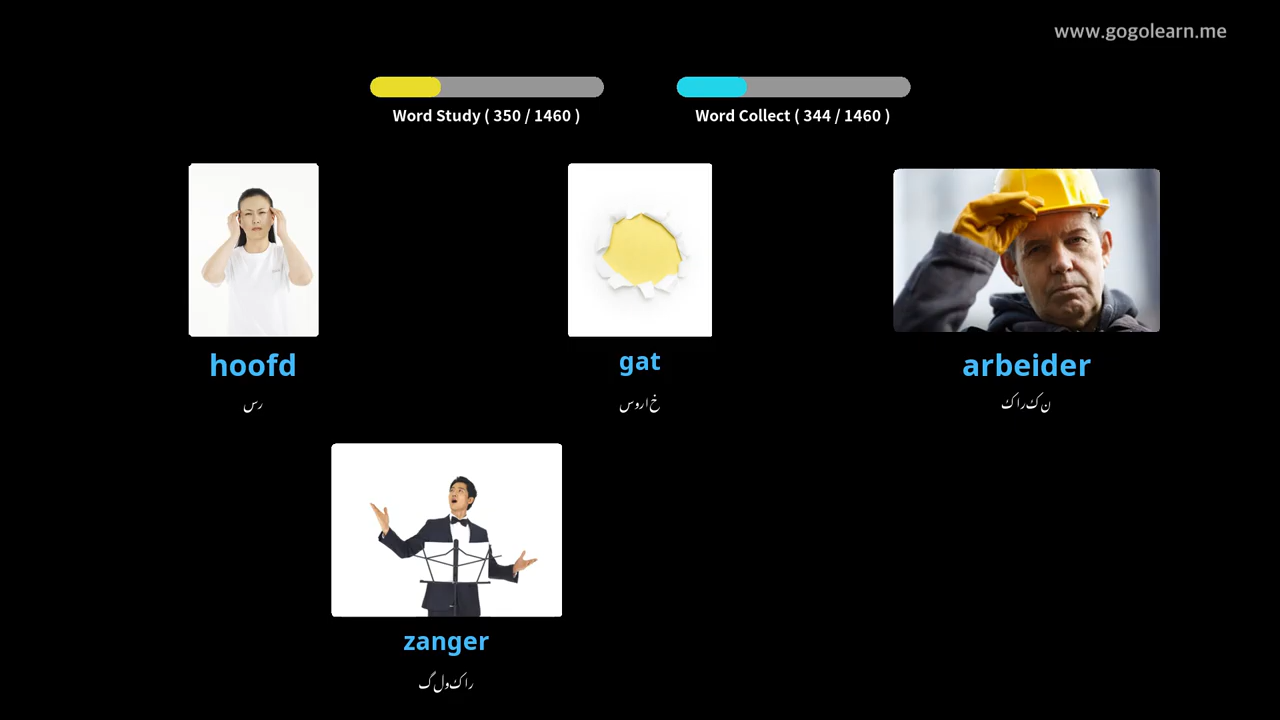 www.gogolearn.me
Word Study ( 350 / 1460 )
Word Collect ( 344 / 1460 )
hoofd
gat
arbeider
رس
خاروس
نکراک
zanger
راکولگ